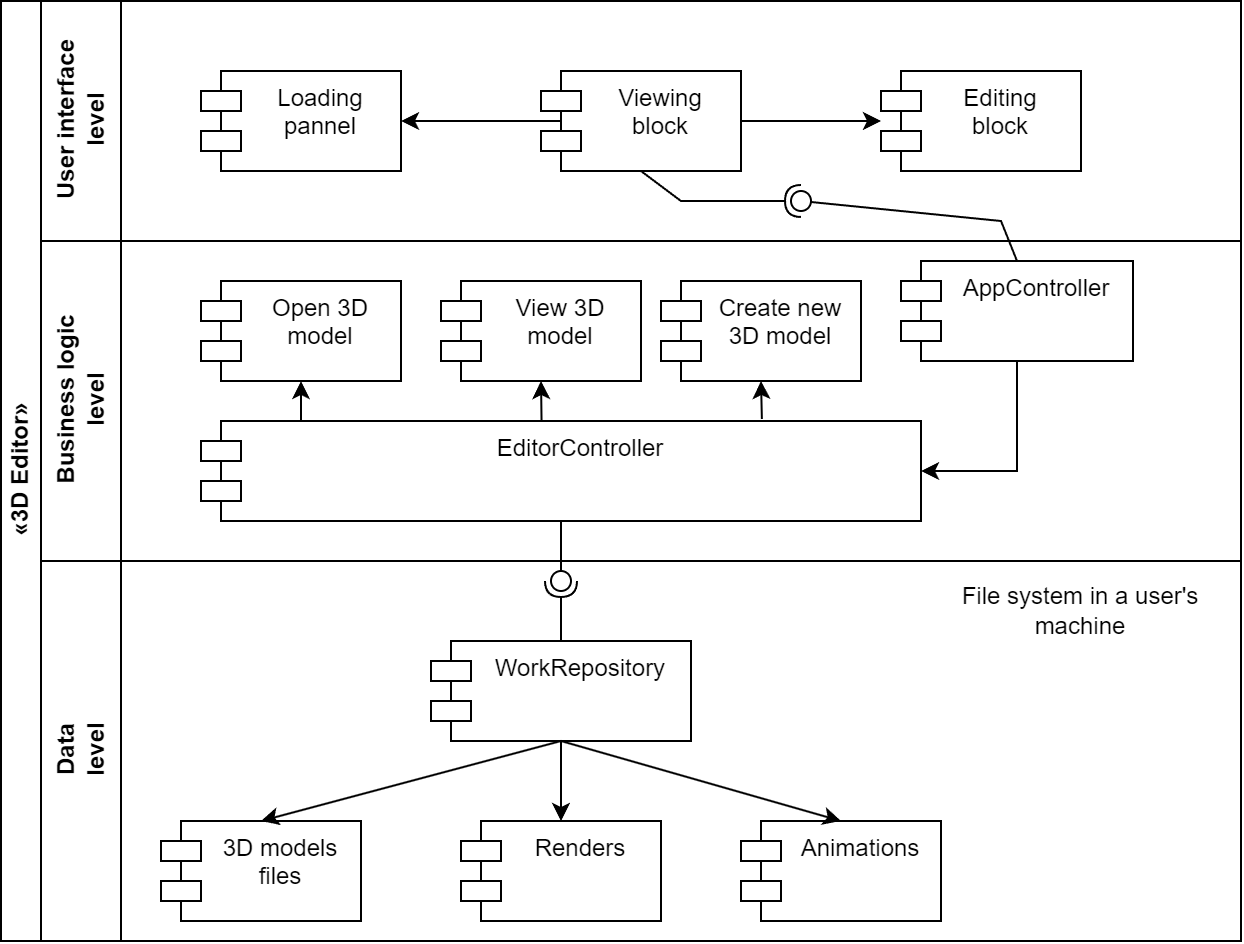 «3D Editor»
User interface
level
Loading
pannel
Viewing
block
Editing
block
Business logic
level
Open 3D
model
View 3D
model
Create new
3D model
AppController
EditorController
Data
level
File system in a user's
machine
WorkRepository
3D models
files
Renders
Animations